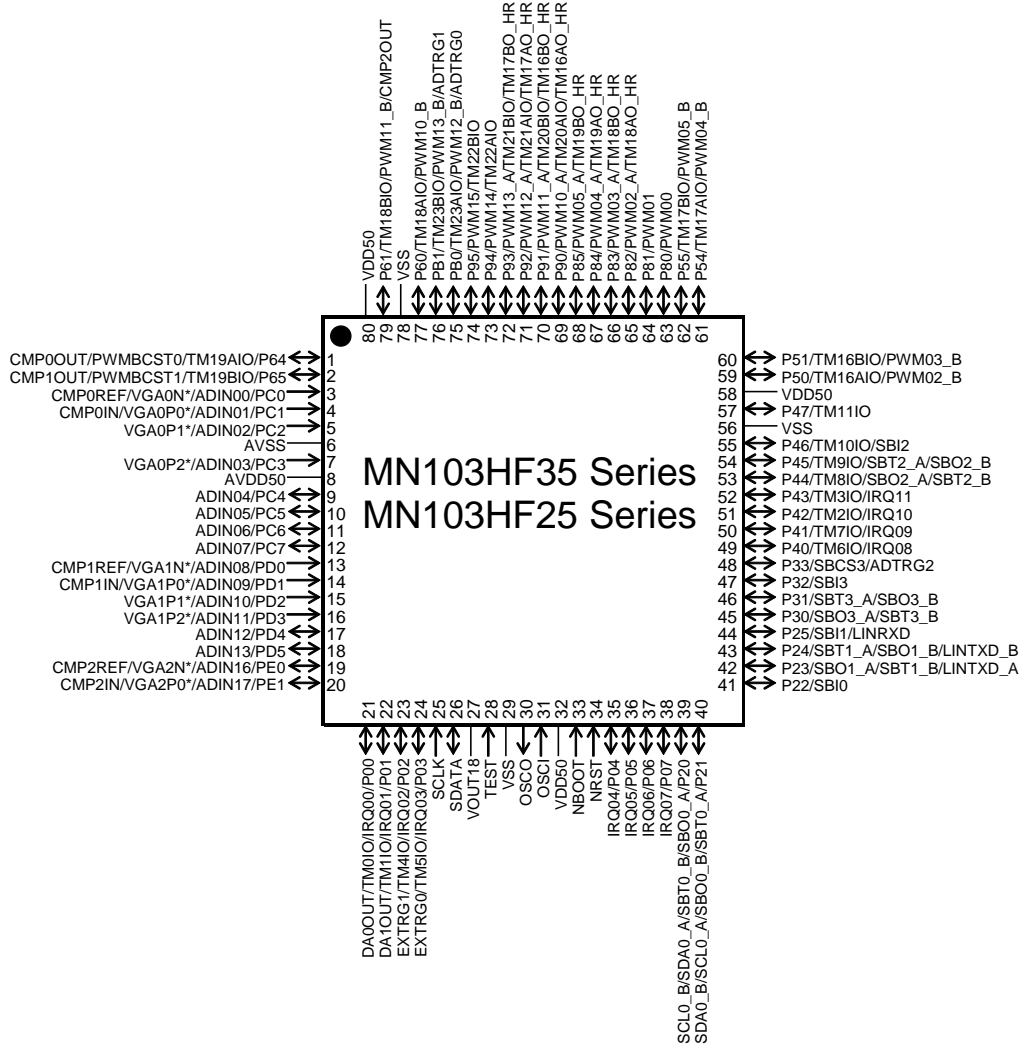 VDD50
P61/TM18BIO/PWM11_B/CMP2OUT
VSS
P60/TM18AIO/PWM10_B
PB1/TM23BIO/PWM13_B/ADTRG1
PB0/TM23AIO/PWM12_B/ADTRG0
P95/PWM15/TM22BIO
P94/PWM14/TM22AIO
P93/PWM13_A/TM21BIO/TM17BO_HR
P92/PWM12_A/TM21AIO/TM17AO_HR
P91/PWM11_A/TM20BIO/TM16BO_HR
P90/PWM10_A/TM20AIO/TM16AO_HR
P85/PWM05_A/TM19BO_HR
P84/PWM04_A/TM19AO_HR
P83/PWM03_A/TM18BO_HR
P82/PWM02_A/TM18AO_HR
P81/PWM01
P80/PWM00
P55/TM17BIO/PWM05_B
P54/TM17AIO/PWM04_B
80
79
78
77
76
75
74
73
72
71
70
69
68
67
66
65
64
63
62
61
CMP0OUT/PWMBCST0/TM19AIO/P64 1
CMP1OUT/PWMBCST1/TM19BIO/P65 2
CMP0REF/VGA0N*/ADIN00/PC0 3
CMP0IN/VGA0P0*/ADIN01/PC1 4
VGA0P1*/ADIN02/PC2 5
AVSS 6
VGA0P2*/ADIN03/PC3 7
AVDD50 8
ADIN04/PC4 9
ADIN05/PC5 10
ADIN06/PC6 11
ADIN07/PC7 12
CMP1REF/VGA1N*/ADIN08/PD0 13
CMP1IN/VGA1P0*/ADIN09/PD1 14
VGA1P1*/ADIN10/PD2 15
VGA1P2*/ADIN11/PD3 16
ADIN12/PD4 17
ADIN13/PD5 18
CMP2REF/VGA2N*/ADIN16/PE0 19
CMP2IN/VGA2P0*/ADIN17/PE1 20
MN103HF35 Series
MN103HF25 Series
60 P51/TM16BIO/PWM03_B
59 P50/TM16AIO/PWM02_B
58 VDD50
57 P47/TM11IO
56 VSS
55 P46/TM10IO/SBI2
54 P45/TM9IO/SBT2_A/SBO2_B
53 P44/TM8IO/SBO2_A/SBT2_B
52 P43/TM3IO/IRQ11
51 P42/TM2IO/IRQ10
50 P41/TM7IO/IRQ09
49 P40/TM6IO/IRQ08
48 P33/SBCS3/ADTRG2
47 P32/SBI3
46 P31/SBT3_A/SBO3_B
45 P30/SBO3_A/SBT3_B
44 P25/SBI1/LINRXD
43 P24/SBT1_A/SBO1_B/LINTXD_B
42 P23/SBO1_A/SBT1_B/LINTXD_A
41 P22/SBI0
21
22
23
24
25
26
27
28
29
30
31
32
33
34
35
36
37
38
39
40
DA0OUT/TM0IO/IRQ00/P00
DA1OUT/TM1IO/IRQ01/P01
EXTRG1/TM4IO/IRQ02/P02
EXTRG0/TM5IO/IRQ03/P03
SCLK
SDATA
VOUT18
TEST
VSS
OSCO
OSCI
VDD50
NBOOT
NRST
IRQ04/P04
IRQ05/P05
IRQ06/P06
IRQ07/P07
SCL0_B/SDA0_A/SBT0_B/SBO0_A/P20
SDA0_B/SCL0_A/SBO0_B/SBT0_A/P21